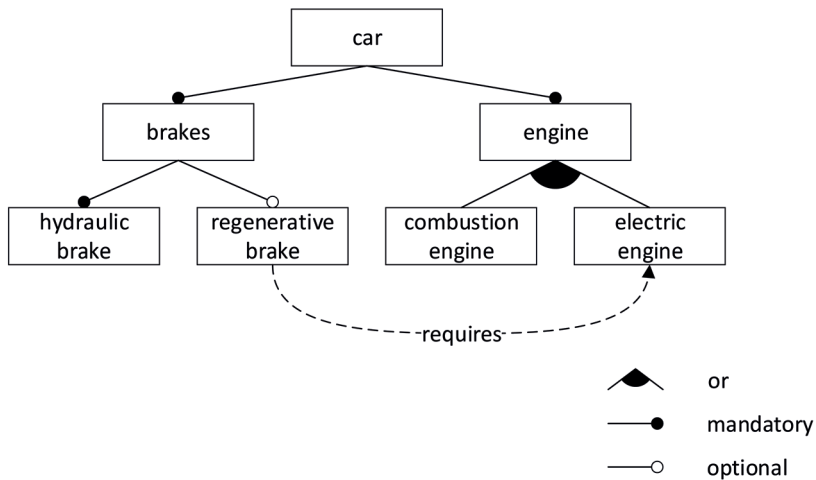 car
brakes
engine
hydraulic
brake
regenerative
brake
combustion
engine
electric
engine
requires
or
mandatory
optional